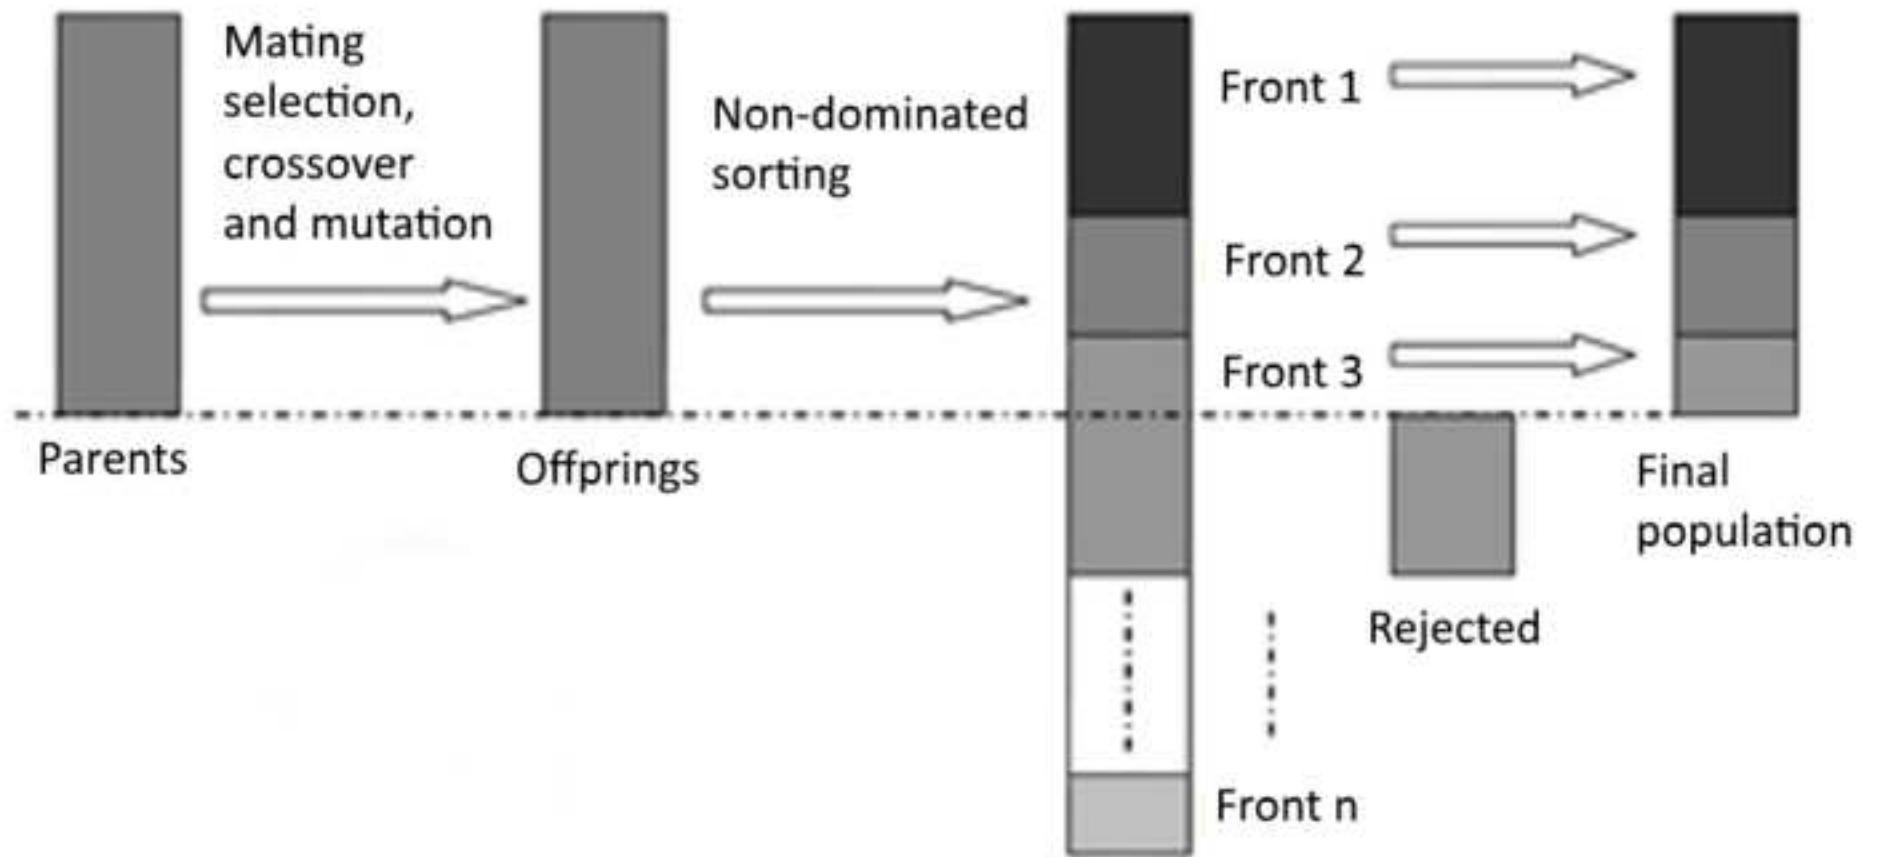 Mating
selection,
crossover
and mutation
Non-dominated
sorting
Front 1
Front 2
Front 3
Parents
Offprings
Final
population
Rejected
Front n